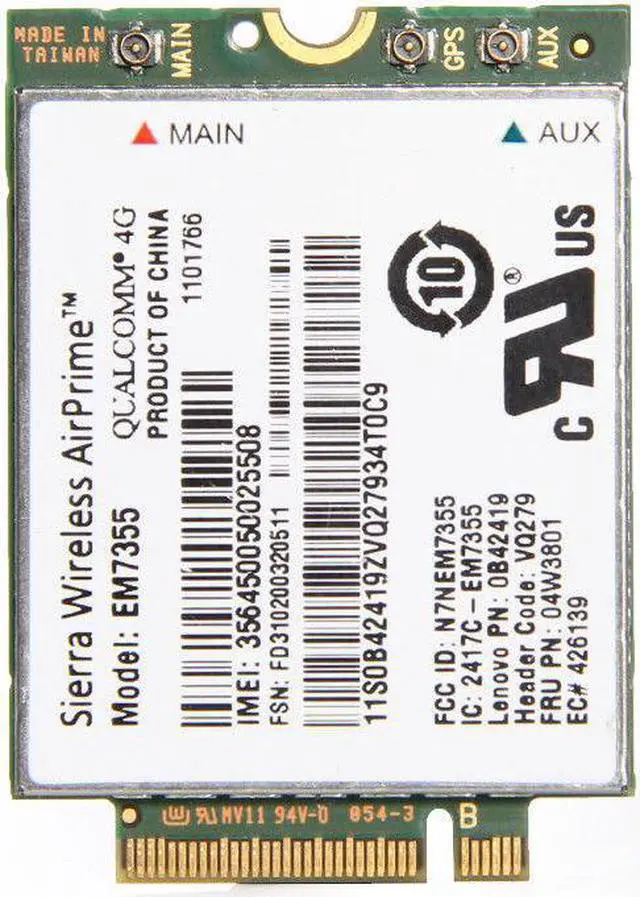 MADE IN
TAIWAN
MAIN
GPS
AUX
MAIN
AUX
Sierra Wireless AirPrime™
QUALCOMM® 4G
Model: EM7355
PRODUCT OF CHINA
1101766
IMEI: 356450050025508
FSN: FD310200320511
11S0B42419ZVQ27934T0C9
10
C UR® US
FCC ID: N7NEM7355
IC: 2417C-EM7355
Lenovo PN: 0B42419
Header Code: VQ279
FRU PN: 04W3801
EC# 426139
MV11 94V-0 054-3
B